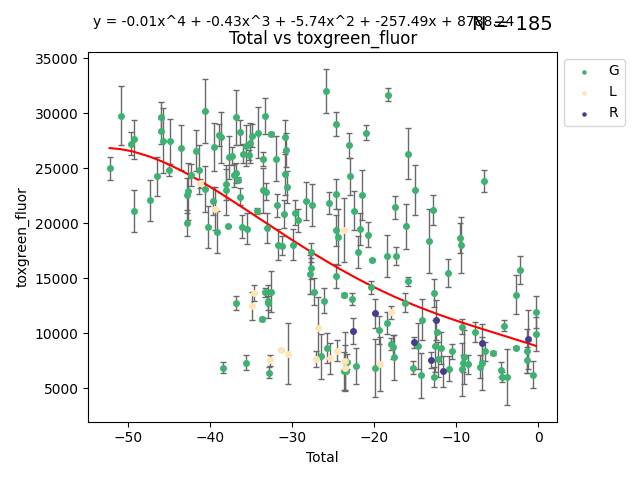 y = -0.01x^4 + -0.43x^3 + -5.74x^2 + -257.49x + 8788.24
N = 185
Total vs toxgreen_fluor
35000
30000
25000
20000
15000
10000
5000
toxgreen_fluor
−50
−40
−30
−20
−10
0
Total
G
L
R